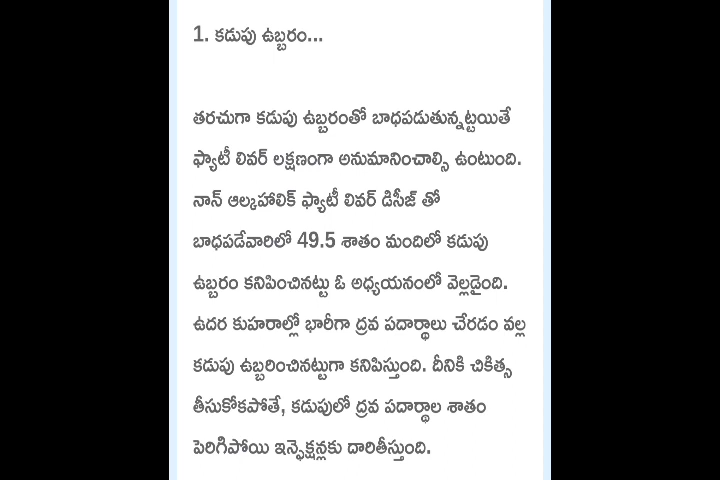 1. కడుపు ఉబ్బరం...
తరచుగా కడుపు ఉబ్బరంతో బాధపడుతున్నట్టయితే
ఫ్యాటీ లివర్ లక్షణంగా అనుమానించాల్సి ఉంటుంది.
నాన్ ఆల్కహాలిక్ ఫ్యాటీ లివర్ డిసీజ్ తో
బాధపడేవారిలో 49.5 శాతం మందిలో కడుపు
ఉబ్బరం కనిపించినట్టు ఓ అధ్యయనంలో వెల్లడైంది.
ఉదర కుహరాల్లో భారీగా ద్రవ పదార్థాలు చేరడం వల్ల
కడుపు ఉబ్బరించినట్టుగా కనిపిస్తుంది. దీనికి చికిత్స
తీసుకోకపోతే, కడుపులో ద్రవ పదార్థాల శాతం
పెరిగిపోయి ఇన్ఫెక్షన్లకు దారితీస్తుంది.